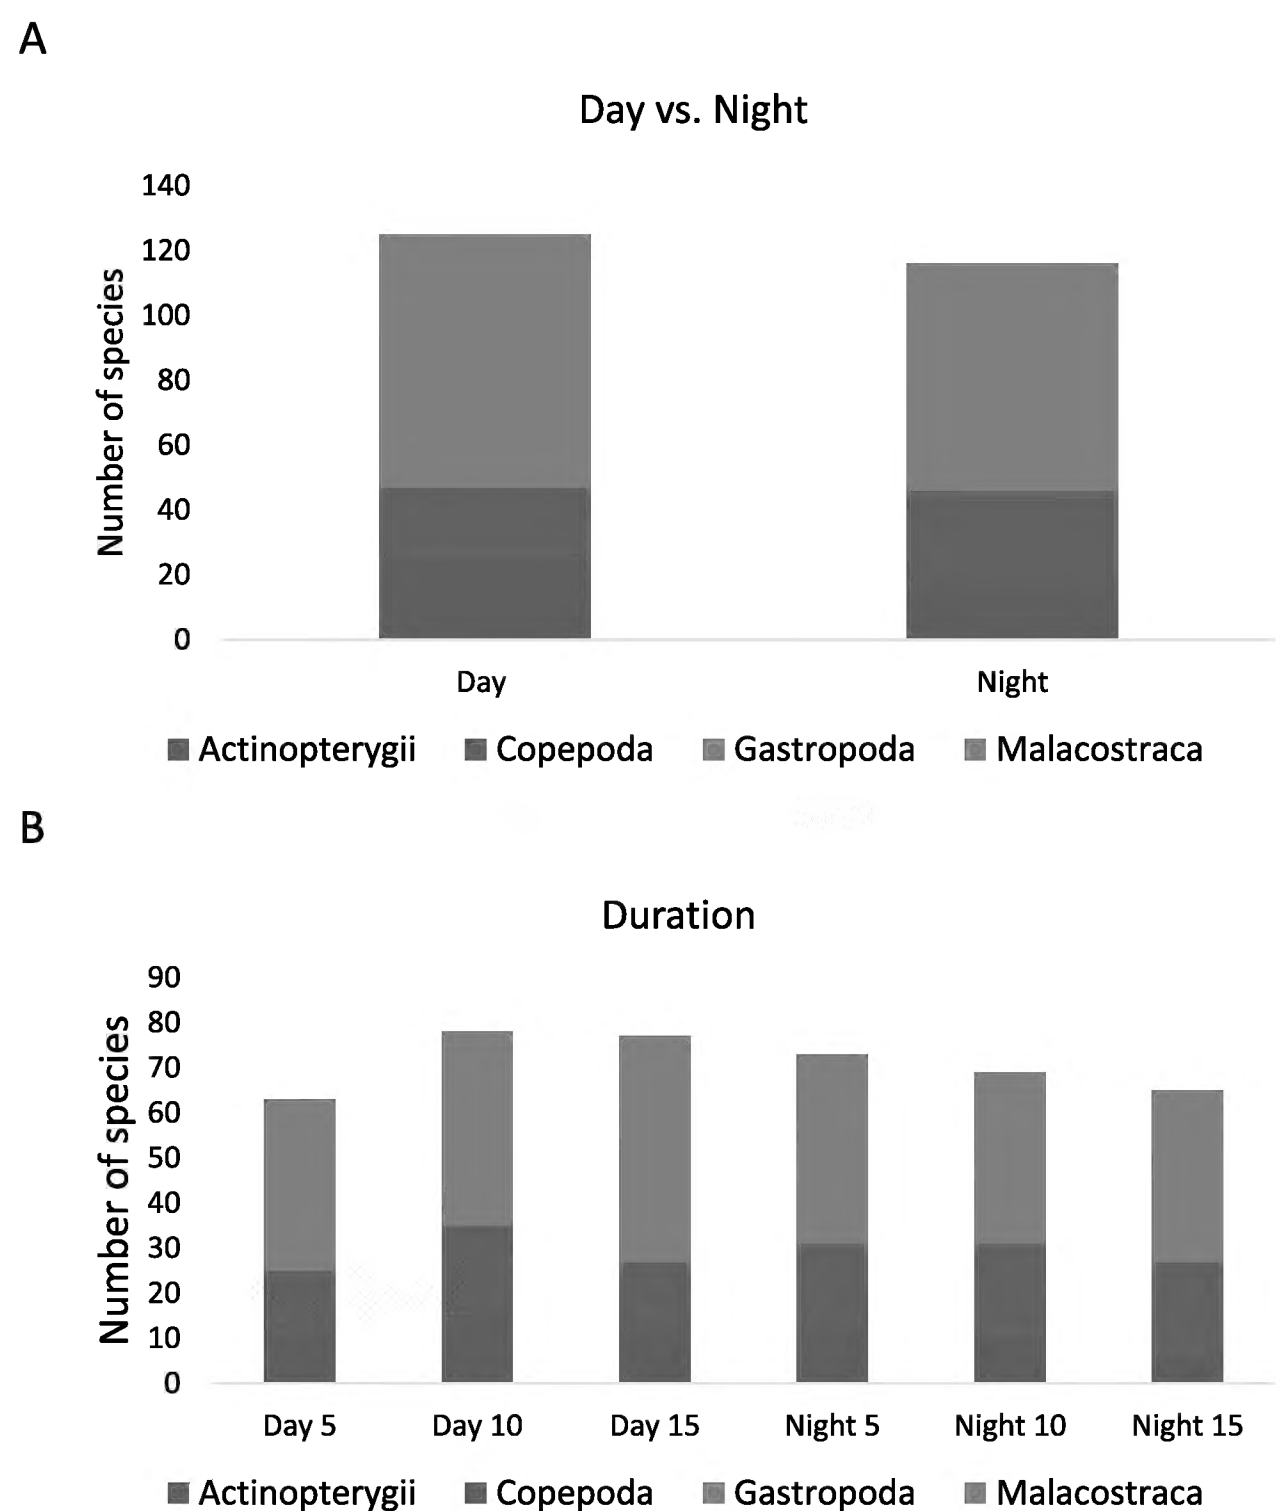 A
Day vs. Night
Number of species
140
120
100
80
60
40
20
0
Day Night
Actinopterygii Copepoda Gastropoda Malacostraca
B
Duration
Number of species
90
80
70
60
50
40
30
20
10
0
Day 5 Day 10 Day 15 Night 5 Night 10 Night 15
Actinopterygii Copepoda Gastropoda Malacostraca